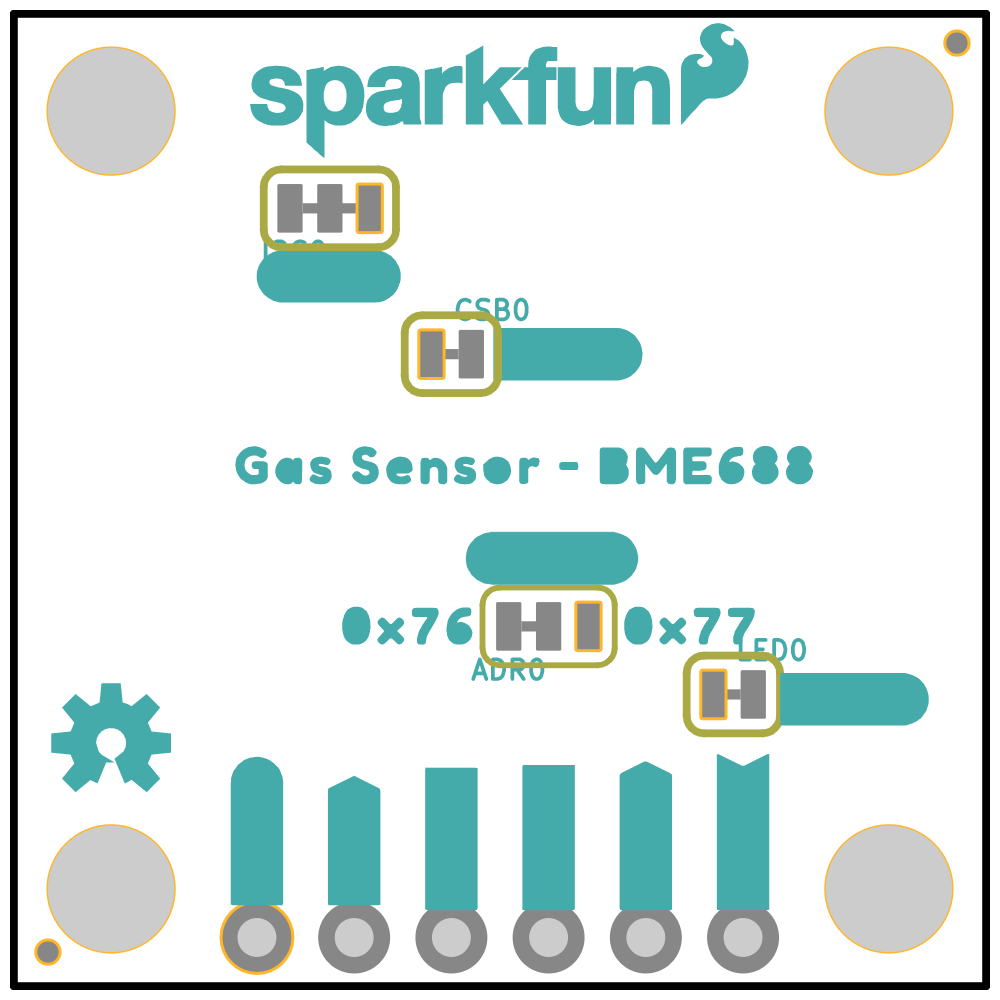 sparkfun
CSB0
Gas Sensor - BME688
0x76 0x77
LED0
ADR0